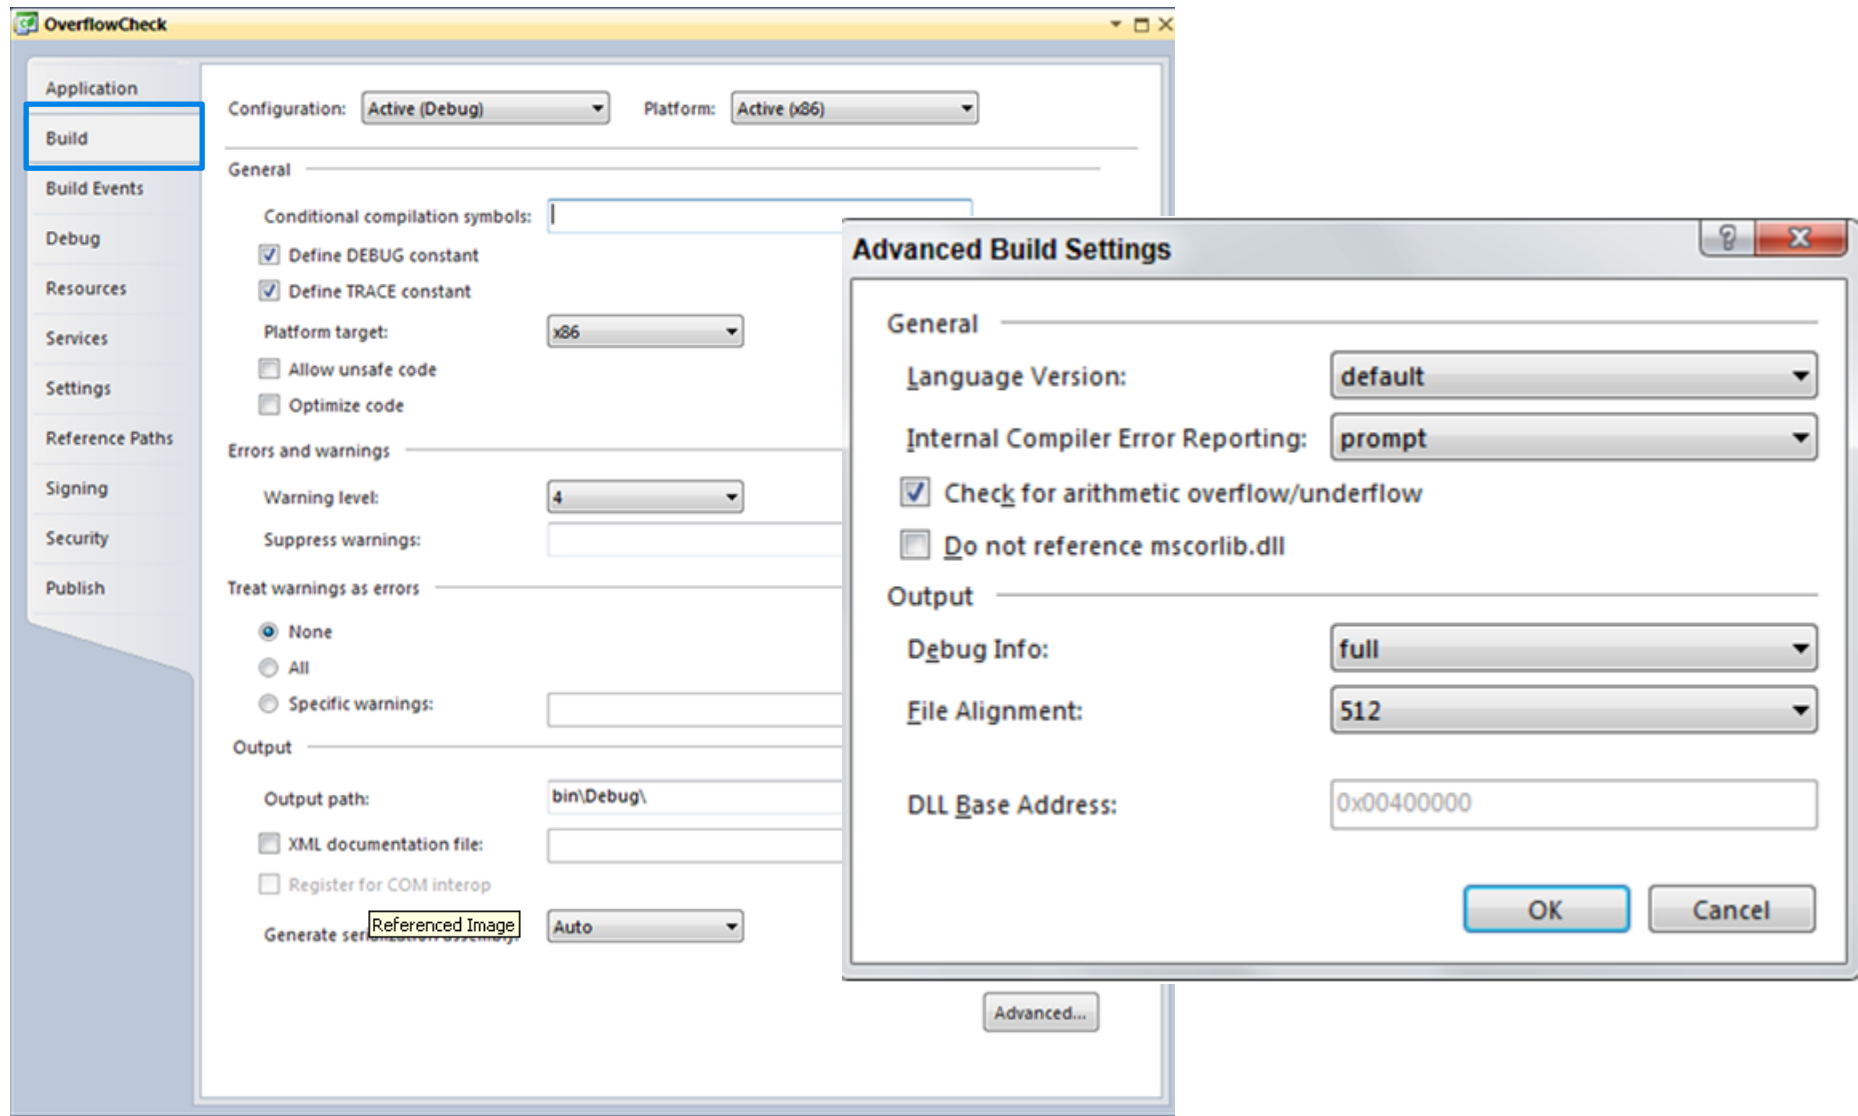 OverflowCheck
Application
Build
Build Events
Debug
Resources
Services
Settings
Reference Paths
Signing
Security
Publish
Configuration: Active (Debug) Platform: Active (x86)
General
Conditional compilation symbols:
Define DEBUG constant
Define TRACE constant
Platform target: x86
Allow unsafe code
Optimize code
Errors and warnings
Warning level: 4
Suppress warnings:
Treat warnings as errors
None
All
Specific warnings:
Output
Output path: bin\Debug\
XML documentation file:
Register for COM interop
Referenced Image
Generate serialization assembly: Auto
Advanced...
Advanced Build Settings
General
Language Version: default
Internal Compiler Error Reporting: prompt
Check for arithmetic overflow/underflow
Do not reference mscorlib.dll
Output
Debug Info: full
File Alignment: 512
DLL Base Address: 0x00400000
OK Cancel